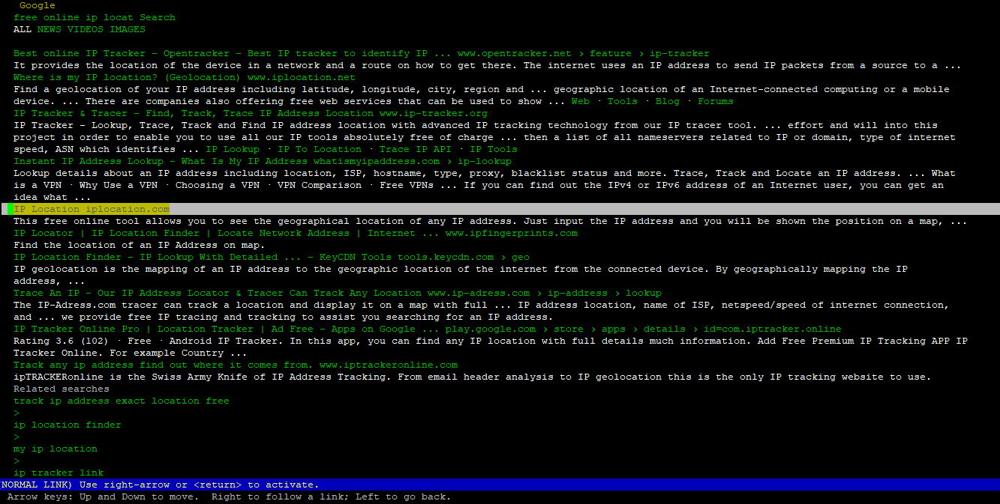 Google
free online ip locat Search
ALL NEWS VIDEOS IMAGES
Best online IP Tracker - Opentracker - Best IP tracker to identify IP ... www.opentracker.net › feature › ip-tracker
It provides the location of the device in a network and a route on how to get there. The internet uses an IP address to send IP packets from a source to a ...
Where is my IP location? (Geolocation) www.iplocation.net
Find a geolocation of your IP address including latitude, longitude, city, region and ... geographic location of an Internet-connected computing or a mobile
device. ... There are companies also offering free web services that can be used to show ... Web · Tools · Blog · Forums
IP Tracker & Tracer - Find, Track, Trace IP Address Location www.ip-tracker.org
IP Tracker - Lookup, Trace, Track and Find IP address location with advanced IP tracking technology from our IP tracer tool. ... effort and will into this
project in order to enable you to use all our IP tools absolutely free of charge ... then a list of all nameservers related to IP or domain, type of internet
speed, ASN which identifies ... IP Lookup · IP To Location · Trace IP API · IP Tools
Instant IP Address Lookup - What Is My IP Address whatismyipaddress.com › ip-lookup
Lookup details about an IP address including location, ISP, hostname, type, proxy, blacklist status and more. Trace, Track and Locate an IP address. ... What
is a VPN · Why Use a VPN · Choosing a VPN · VPN Comparison · Free VPNs ... If you can find out the IPv4 or IPv6 address of an Internet user, you can get an
idea what ...
IP Location iplocation.com
This free online tool allows you to see the geographical location of any IP address. Just input the IP address and you will be shown the position on a map, ...
IP Locator | IP Location Finder | Locate Network Address | Internet ... www.ipfingerprints.com
Find the location of an IP Address on map.
IP Location Finder - IP Lookup With Detailed ... - KeyCDN Tools tools.keycdn.com › geo
IP geolocation is the mapping of an IP address to the geographic location of the internet from the connected device. By geographically mapping the IP
address, ...
Trace An IP - Our IP Address Locator & Tracer Can Track Any Location www.ip-adress.com › ip-address › lookup
The IP-Adress.com tracer can track a location and display it on a map with full ... IP address location, name of ISP, netspeed/speed of internet connection,
and ... we provide free IP tracing and tracking to assist you searching for an IP address.
IP Tracker Online Pro | Location Tracker | Ad Free - Apps on Google ... play.google.com › store › apps › details › id=com.iptracker.online
Rating 3.6 (102) · Free · Android IP Tracker. In this app, you can find any IP location with full details much information. Add Free Premium IP Tracking APP IP
Tracker Online. For example Country ...
Track any ip address find out where it comes from. www.iptrackeronline.com
ipTRACKERonline is the Swiss Army Knife of IP Address Tracking. From email header analysis to IP geolocation this is the only IP tracking website to use.
Related searches
track ip address exact location free
>
ip location finder
>
my ip location
>
ip tracker link
(NORMAL LINK) Use right-arrow or <return> to activate.
Arrow keys: Up and Down to move. Right to follow a link; Left to go back.